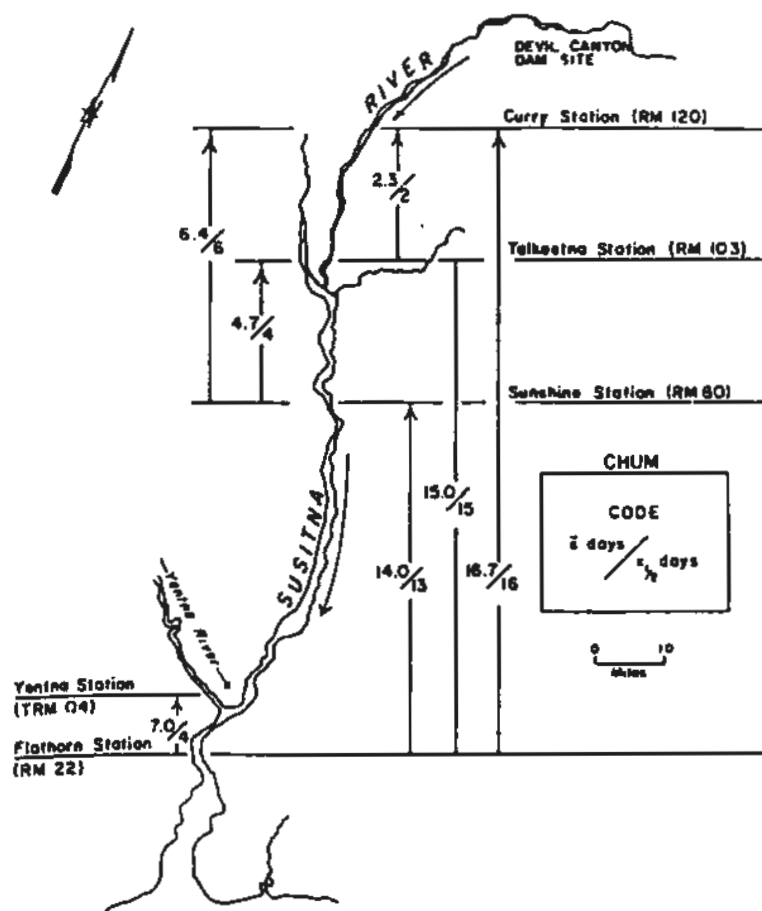 DEVIL CANYON
DAM SITE
RIVER
Curry Station (RM 120)
2.3/2
6.4/6
Talkeetna Station (RM 103)
4.7/4
Sunshine Station (RM 80)
CHUM
CODE
days
days
15.0/15
14.0/13
16.7/16
SUSITNA
Yentna River
0 10
Miles
Yentna Station
(TRM 04)
7.0/4
Flathorn Station
(RM 22)